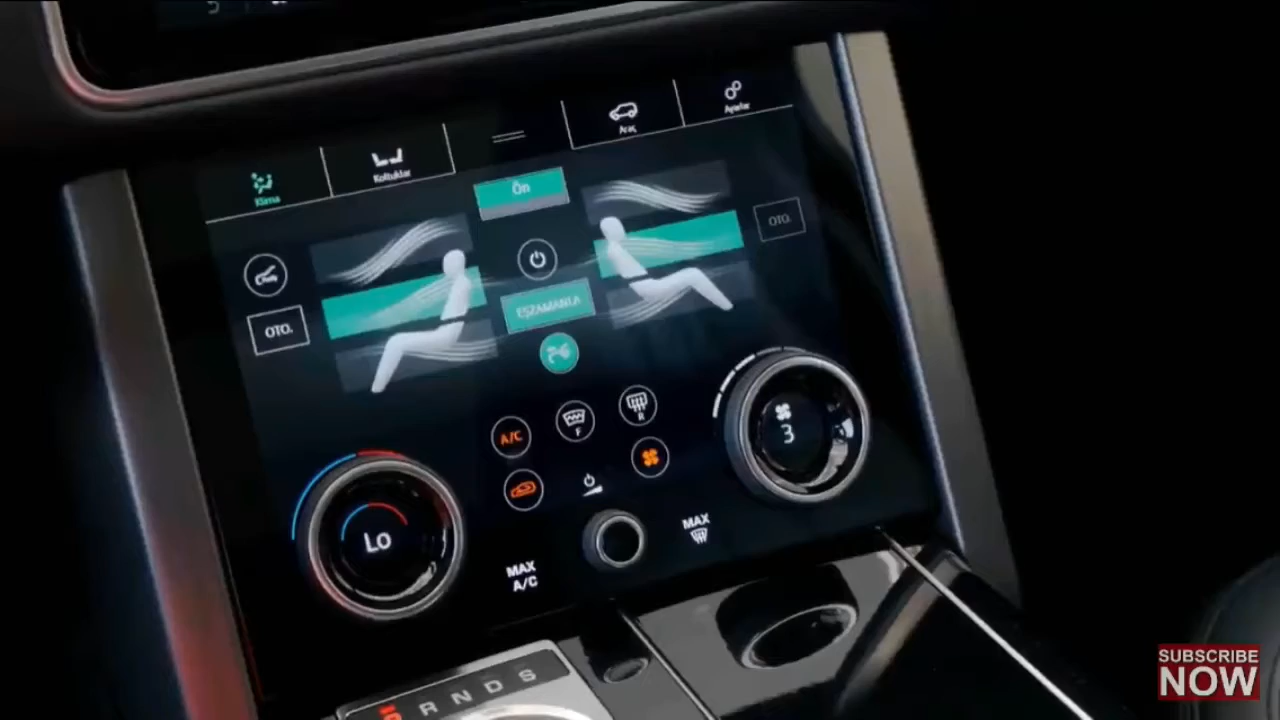 Klima
Koltuklar
Araç
Ayarlar
Ön
OTO.
OTO.
EŞZAMANLA
A/C
F
R
3
Lo
MAX
A/C
MAX
R N D S
SUBSCRIBE
NOW